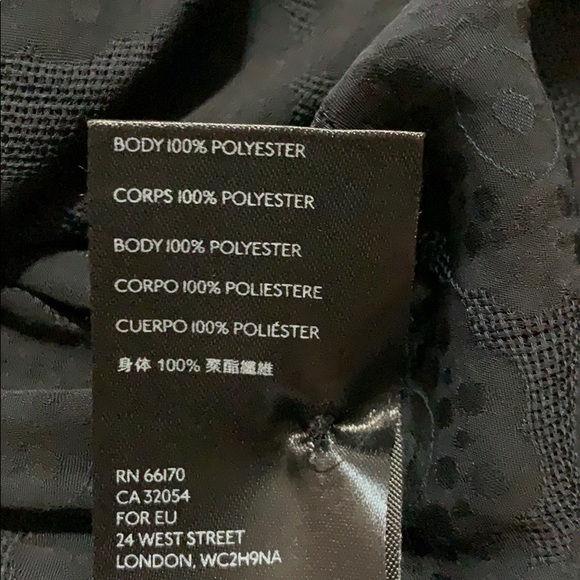 BODY 100% POLYESTER
CORPS 100% POLYESTER
BODY 100% POLYESTER
CORPO 100% POLIESTERE
CUERPO 100% POLIÉSTER
身体 100% 聚酯纖維
RN 66170
CA 32054
FOR EU
24 WEST STREET
LONDON, WC2H9NA